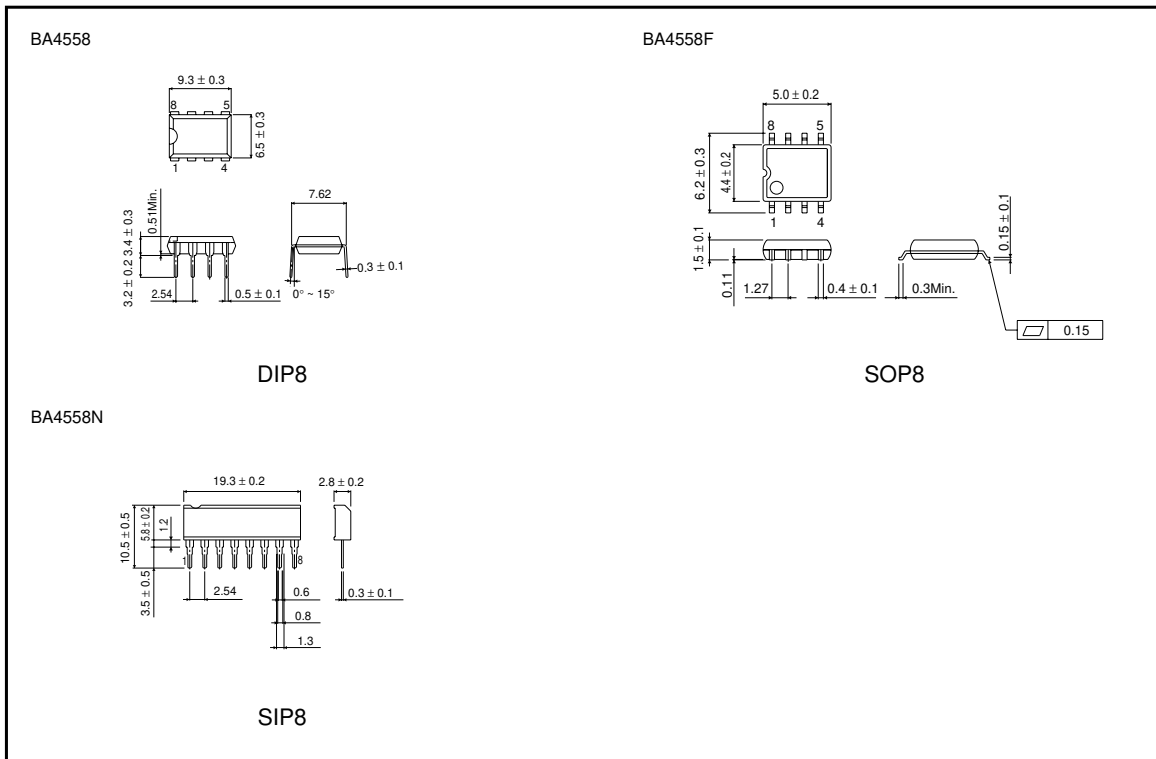 BA4558
9.3 ± 0.3
8 5
6.5 ± 0.3
1 4
0.51Min.
3.2 ± 0.2 3.4 ± 0.3
7.62
0.3 ± 0.1
2.54
0.5 ± 0.1
0° ~ 15°
DIP8
BA4558F
5.0 ± 0.2
8 5
6.2 ± 0.3
4.4 ± 0.2
1 4
1.5 ± 0.1
0.11
1.27
0.4 ± 0.1
0.3Min.
0.15 ± 0.1
0.15
SOP8
BA4558N
19.3 ± 0.2
2.8 ± 0.2
10.5 ± 0.5
5.8 ± 0.2
1.2
3.5 ± 0.5
1 8
2.54
0.6
0.3 ± 0.1
0.8
1.3
SIP8